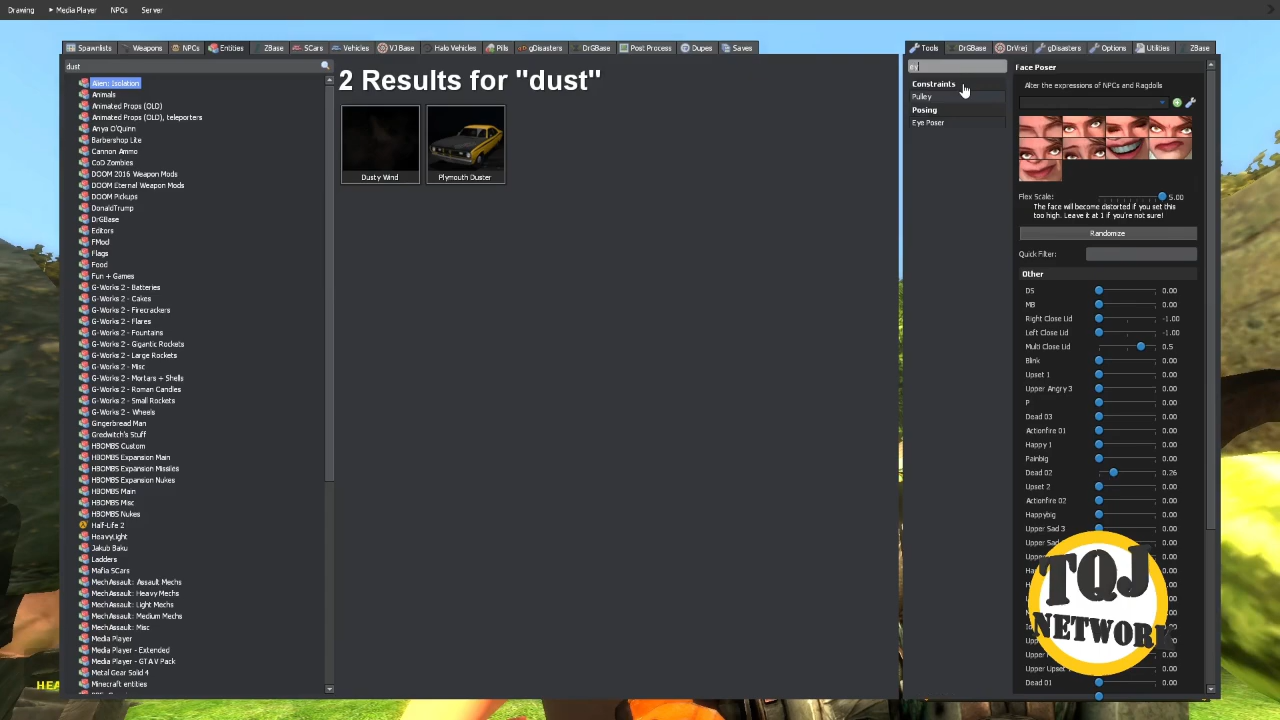 Drawing
Media Player
NPCs
Server
Spawnlists
Weapons
NPCs
Entities
ZBase
SCars
Vehicles
VJ Base
Halo Vehicles
Pills
gDisasters
DrGBase
Post Process
Dupes
Saves
dust
Alien: Isolation
Animals
Animated Props (OLD)
Animated Props (OLD), teleporters
Anya O'Quinn
Barbershop Lite
Cannon Ammo
CoD Zombies
DOOM 2016 Weapon Mods
DOOM Eternal Weapon Mods
DOOM Pickups
DonaldTrump
DrGBase
Editors
FMod
Flags
Food
Fun + Games
G-Works 2 - Batteries
G-Works 2 - Cakes
G-Works 2 - Firecrackers
G-Works 2 - Flares
G-Works 2 - Fountains
G-Works 2 - Gigantic Rockets
G-Works 2 - Large Rockets
G-Works 2 - Misc
G-Works 2 - Mortars + Shells
G-Works 2 - Roman Candles
G-Works 2 - Small Rockets
G-Works 2 - Wheels
Gingerbread Man
Gredwitch's Stuff
HBOMBS Custom
HBOMBS Expansion Main
HBOMBS Expansion Missiles
HBOMBS Expansion Nukes
HBOMBS Main
HBOMBS Misc
HBOMBS Nukes
Half-Life 2
HeavyLight
Jakub Baku
Ladders
Mafia SCars
MechAssault: Assault Mechs
MechAssault: Heavy Mechs
MechAssault: Light Mechs
MechAssault: Medium Mechs
MechAssault: Misc
Media Player
Media Player - Extended
Media Player - GTA V Pack
Metal Gear Solid 4
Minecraft entities
2 Results for "dust"
Dusty Wind
Plymouth Duster
Tools
DrGBase
DrVrej
gDisasters
Options
Utilities
ZBase
ey
Constraints
Pulley
Posing
Eye Poser
Face Poser
Alter the expressions of NPCs and Ragdolls
Flex Scale: 5.00
The face will become distorted if you set this
too high. Leave it at 1 if you're not sure!
Randomize
Quick Filter:
Other
DS 0.00
MB 0.00
Right Close Lid -1.00
Left Close Lid -1.00
Multi Close Lid 0.5
Blink 0.00
Upset 1 0.00
Upper Angry 3 0.00
P 0.00
Dead 03 0.00
Actionfire 01 0.00
Happy 1 0.00
Painbig 0.00
Dead 02 0.26
Upset 2 0.00
Actionfire 02 0.00
Happybig 0.00
Upper Sad 3 0.00
Upper 0.00
Dead 01 0.00
TQJ
NETWORK
HEA